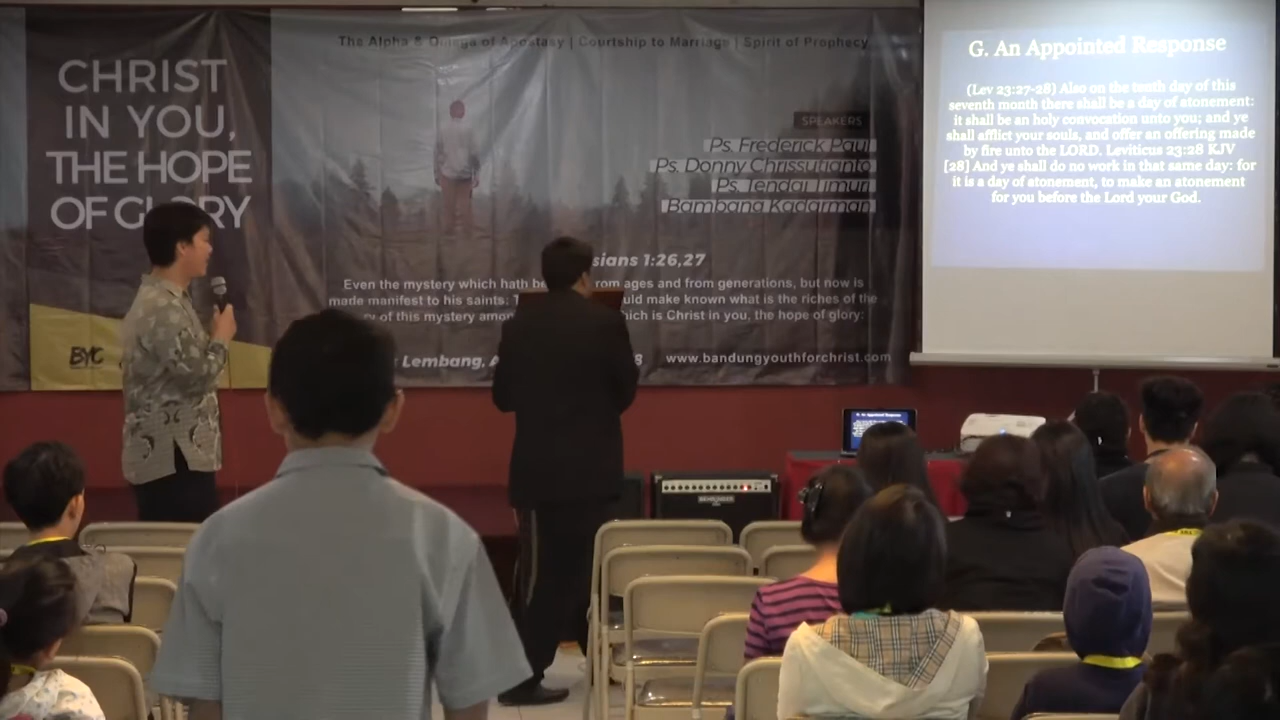 The Alpha & Omega of Apostasy | Courtship to Marriage | Spirit of Prophecy
CHRIST
IN YOU,
THE HOPE
OF GLORY
SPEAKERS
Ps. Frederick Paul
Ps. Donny Chrissutianto
Ps. Tendai Timuri
Bambang Kadarman
sians 1:26,27
Even the mystery which hath be rom ages and from generations, but now is
made manifest to his saints: T uld make known what is the riches of the
ry of this mystery amon hich is Christ in you, the hope of glory:
BYC
Lembang, A 8 www.bandungyouthforchrist.com
G. An Appointed Response
(Lev 23:27-28) Also on the tenth day of this
seventh month there shall be a day of atonement:
it shall be an holy convocation unto you; and ye
shall afflict your souls, and offer an offering made
by fire unto the LORD. Leviticus 23:28 KJV
[28] And ye shall do no work in that same day: for
it is a day of atonement, to make an atonement
for you before the Lord your God.
G. An Appointed Response
BEHRINGER